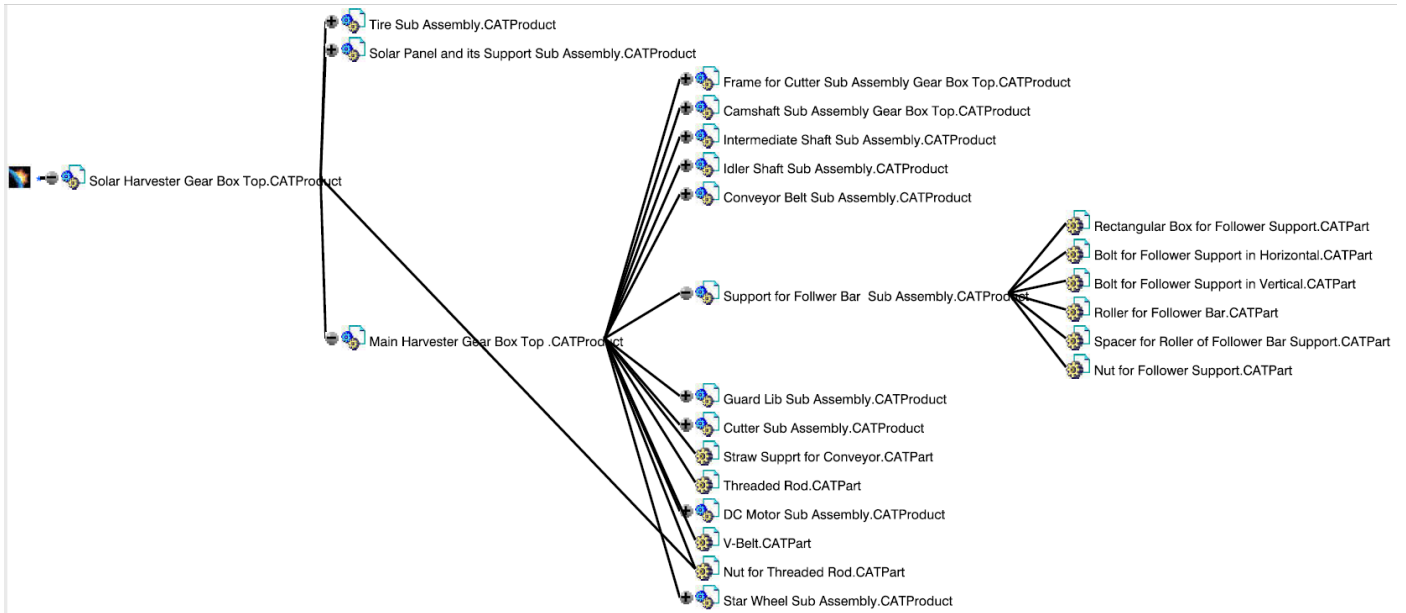 Tire Sub Assembly.CATProduct
Solar Panel and its Support Sub Assembly.CATProduct
Frame for Cutter Sub Assembly Gear Box Top.CATProduct
Camshaft Sub Assembly Gear Box Top.CATProduct
Intermediate Shaft Sub Assembly.CATProduct
Idler Shaft Sub Assembly.CATProduct
Solar Harvester Gear Box Top.CATProduct
Conveyor Belt Sub Assembly.CATProduct
Rectangular Box for Follower Support.CATPart
Bolt for Follower Support in Horizontal.CATPart
Bolt for Follower Support in Vertical.CATPart
Support for Follwer Bar  Sub Assembly.CATProduct
Roller for Follower Bar.CATPart
Main Harvester Gear Box Top .CATProduct
Spacer for Roller of Follower Bar Support.CATPart
Nut for Follower Support.CATPart
Guard Lib Sub Assembly.CATProduct
Cutter Sub Assembly.CATProduct
Straw Supprt for Conveyor.CATPart
Threaded Rod.CATPart
DC Motor Sub Assembly.CATProduct
V-Belt.CATPart
Nut for Threaded Rod.CATPart
Star Wheel Sub Assembly.CATProduct